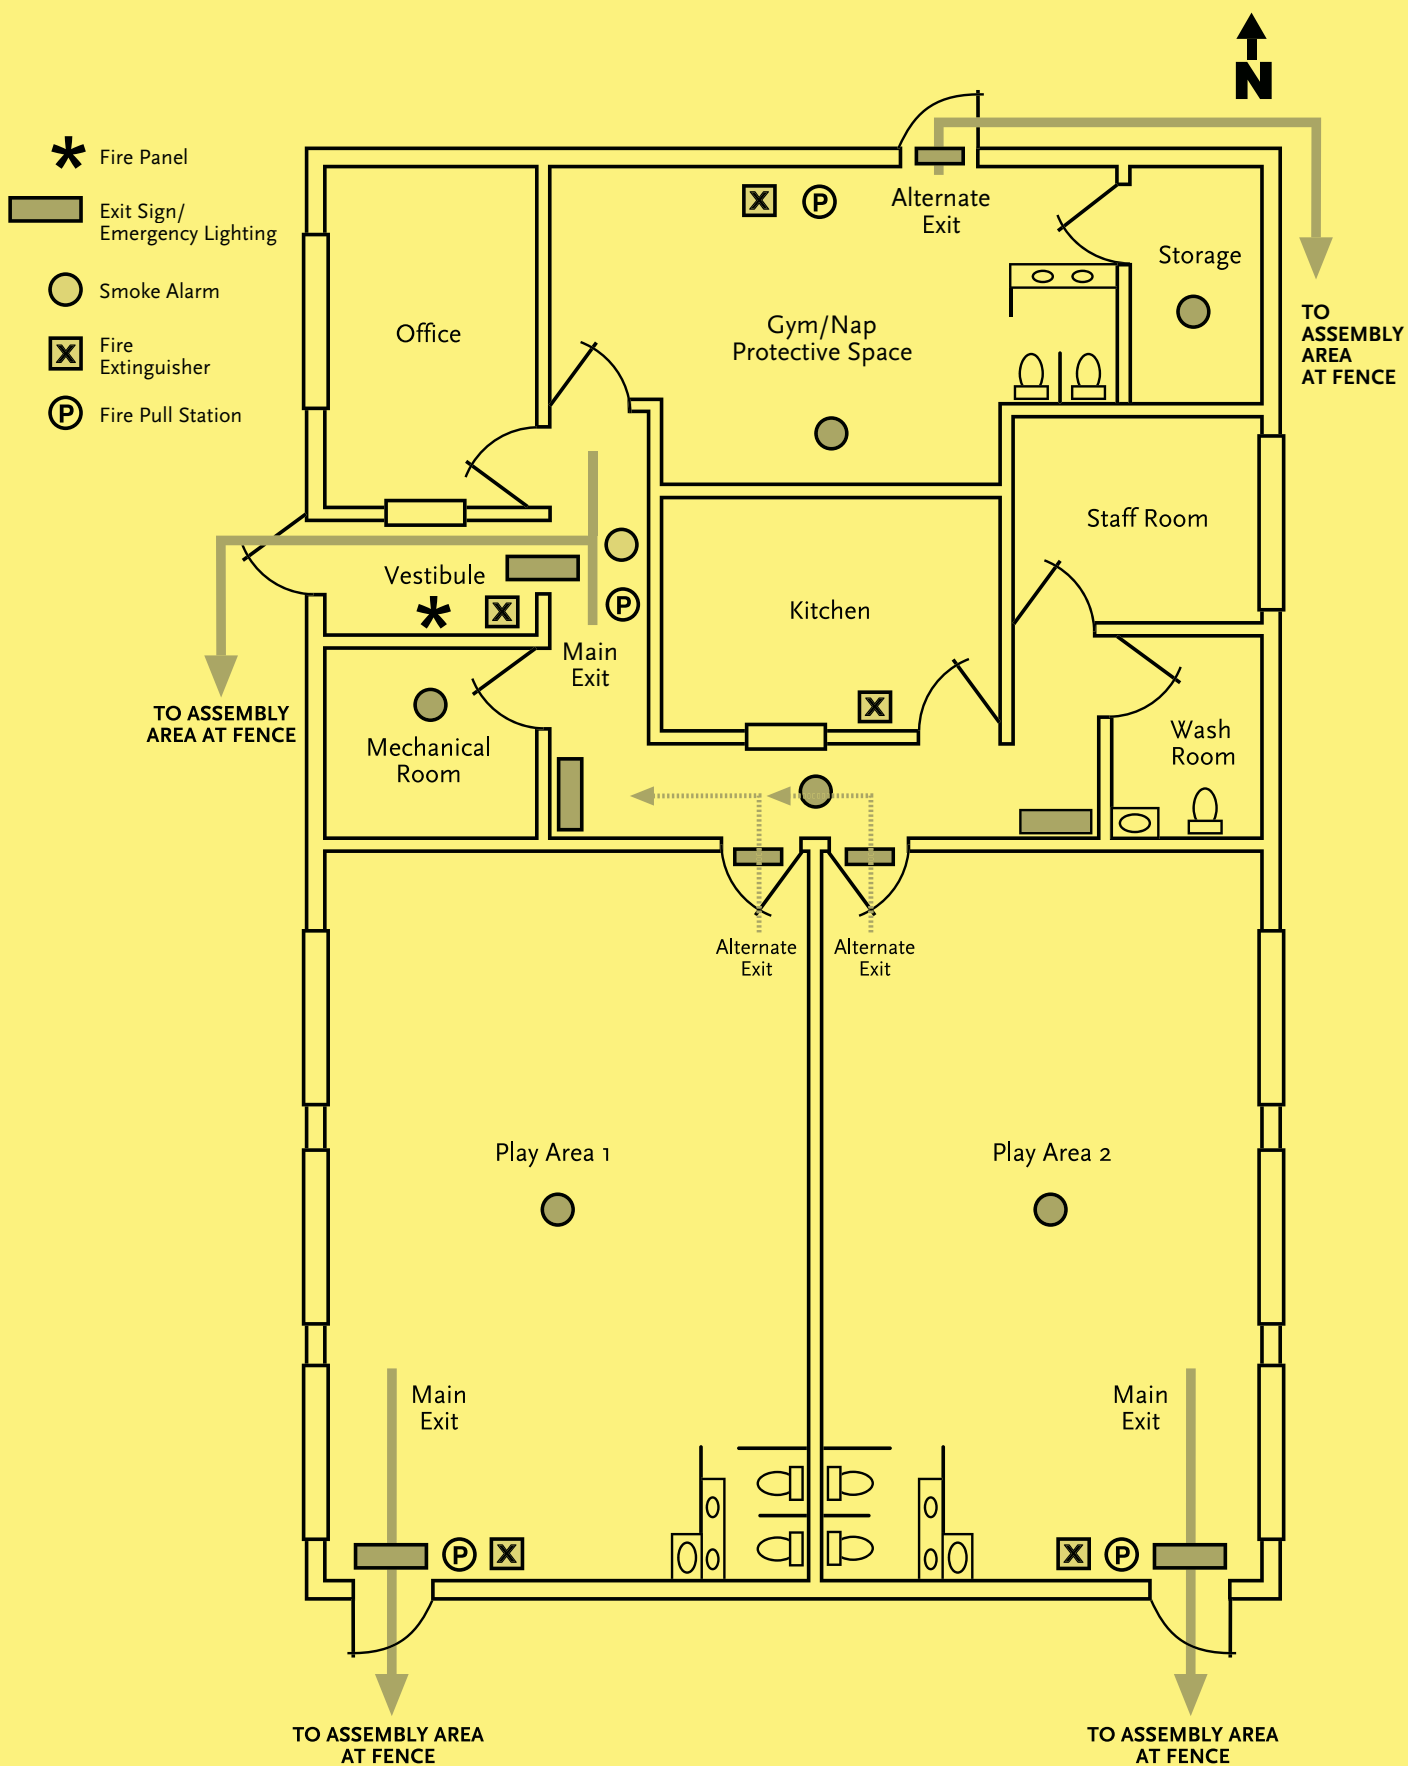 N
Fire Panel
Exit Sign/
Emergency Lighting
Smoke Alarm
X
Fire
Extinguisher
P
Fire Pull Station
Office
X
P
Alternate
Exit
Storage
Gym/Nap
Protective Space
TO
ASSEMBLY
AREA
AT FENCE
Staff Room
Vestibule
X
P
Main
Exit
Kitchen
X
TO ASSEMBLY
AREA AT FENCE
Mechanical
Room
Wash
Room
Alternate
Exit
Alternate
Exit
Play Area 1
Play Area 2
Main
Exit
Main
Exit
P
X
X
P
TO ASSEMBLY AREA
AT FENCE
TO ASSEMBLY AREA
AT FENCE